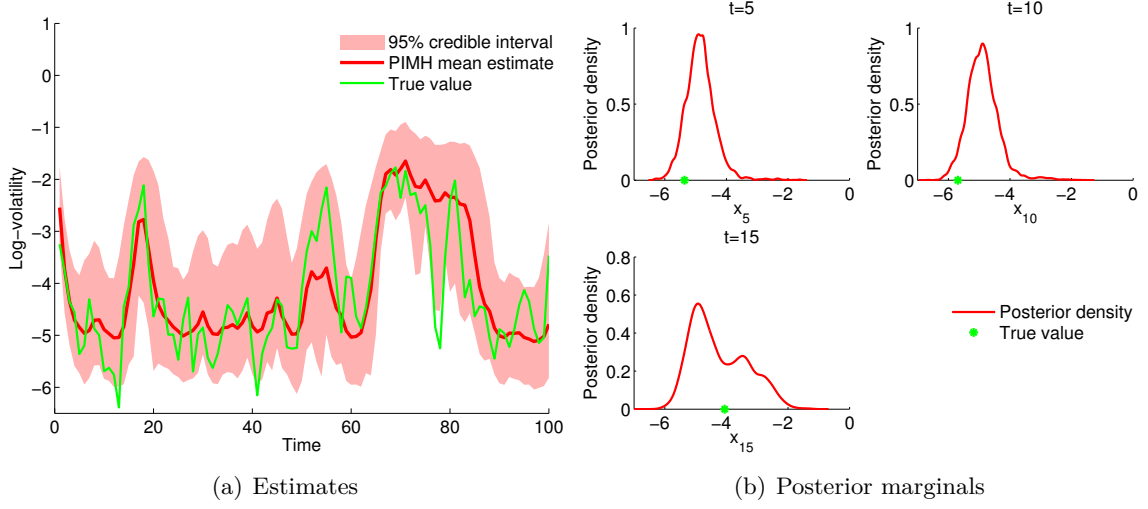 95% credible interval
PIMH mean estimate
True value
−1
0
−1
−2
−3
−4
−5
−6
Log−volatility
0
20
40
60
80
100
Time
(a) Estimates
t=5
1
0.5
0
Posterior density
−6
−4
−2
0
x5
t=10
1
0.5
0
Posterior density
−6
−4
−2
0
x10
t=15
0.8
0.6
0.4
0.2
0
Posterior density
−6
−4
−2
0
x15
Posterior density
True value
(b) Posterior marginals